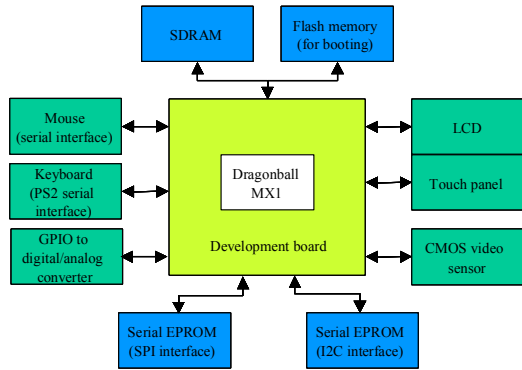 SDRAM
Flash memory
(for booting)
Mouse
(serial interface)
LCD
Keyboard
(PS2 serial
interface)
Dragonball
MX1
Touch panel
GPIO to
digital/analog
converter
Development board
CMOS video
sensor
Serial EPROM
(SPI interface)
Serial EPROM
(I2C interface)